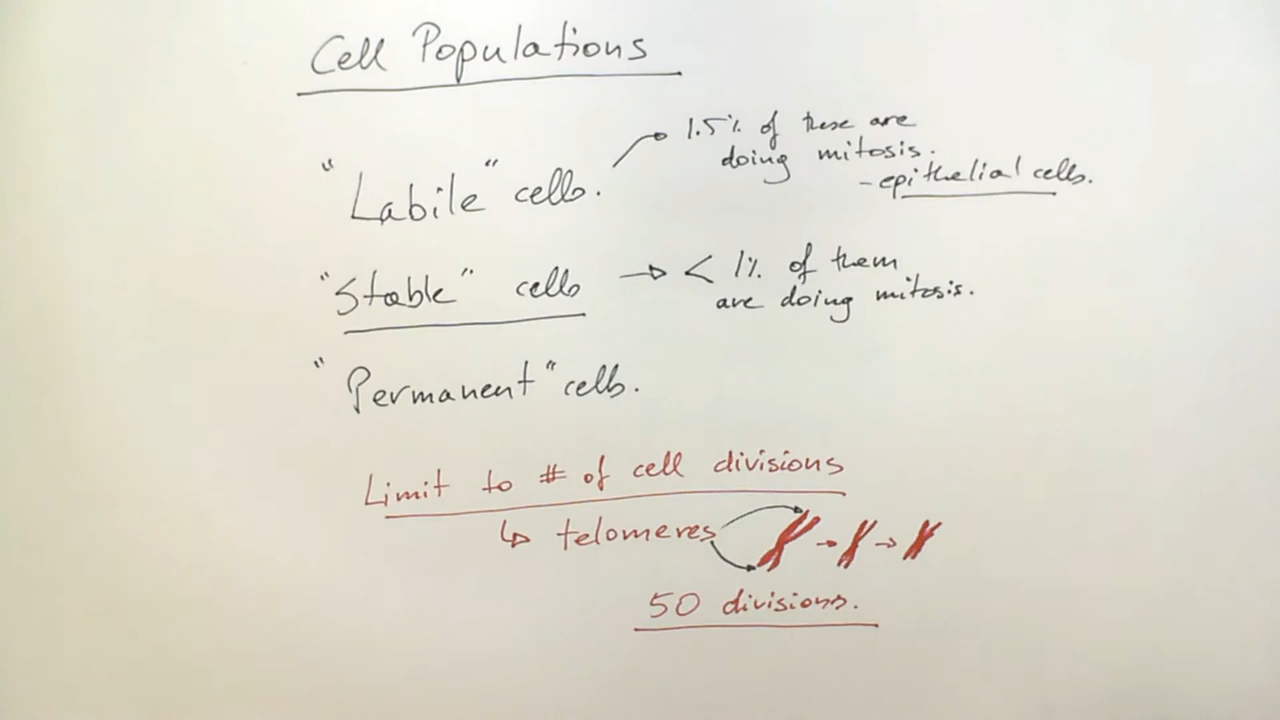 Cell Populations
"Labile" cells.
1.5% of these are
doing mitosis.
- epithelial cells.
"Stable" cells → < 1% of them
are doing mitosis.
"Permanent" cells.
Limit to # of cell divisions
↳ telomeres
50 divisions.